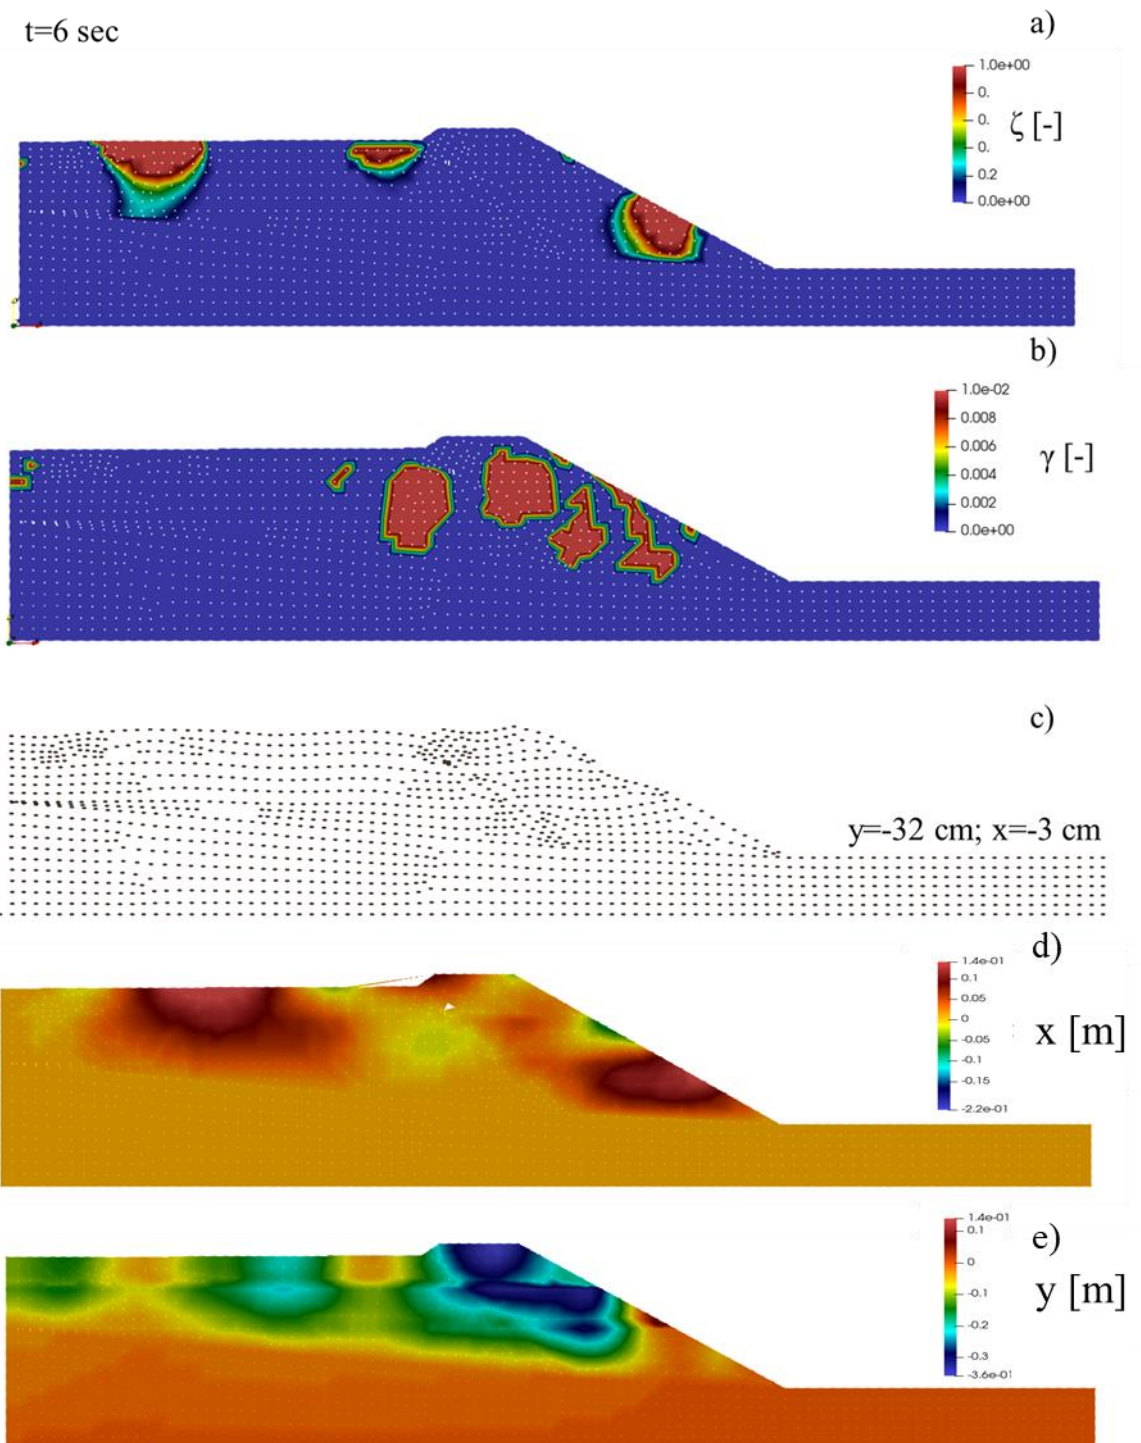 t=6 sec
a)
1.0e+00
0.
0.
0.
0.2
0.0e+00
ζ [-]
b)
1.0e-02
0.008
0.006
0.004
0.002
0.0e+00
γ [-]
c)
y=-32 cm; x=-3 cm
d)
1.4e-01
0.1
0.05
0
-0.05
-0.1
-0.15
-2.2e-01
x [m]
e)
1.4e-01
0.1
0
-0.1
-0.2
-0.3
-3.6e-01
y [m]